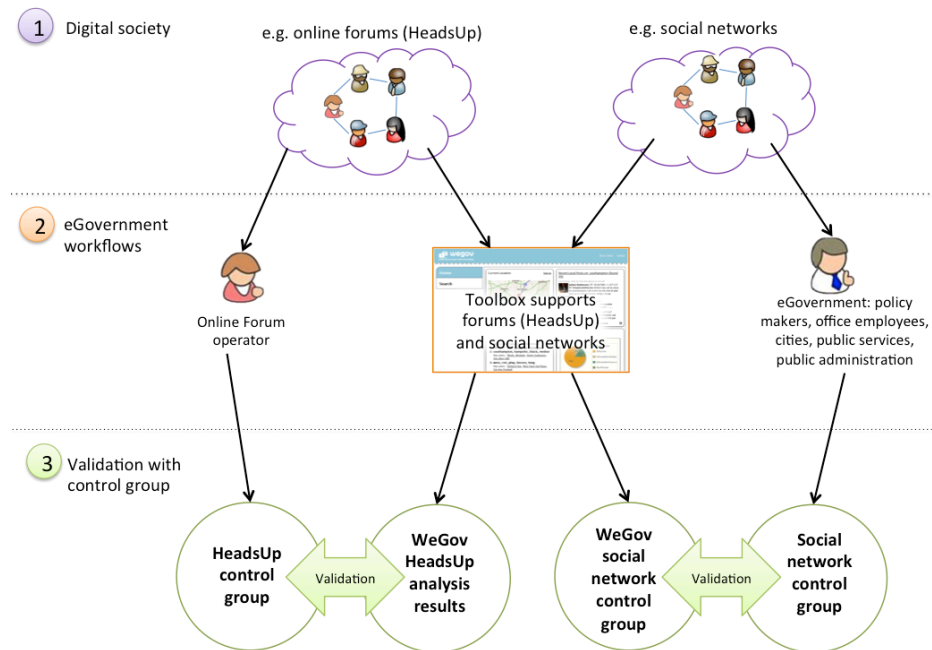 1
Digital society
e.g. online forums (HeadsUp)
e.g. social networks
2
eGovernment
workflows
Online Forum
operator
wegov
Search
Toolbox supports
forums (HeadsUp)
and social networks
eGovernment: policy
makers, office employees,
cities, public services,
public administration
3
Validation with
control group
HeadsUp
control
group
Validation
WeGov
HeadsUp
analysis
results
WeGov
social
network
control
group
Validation
Social
network
control
group